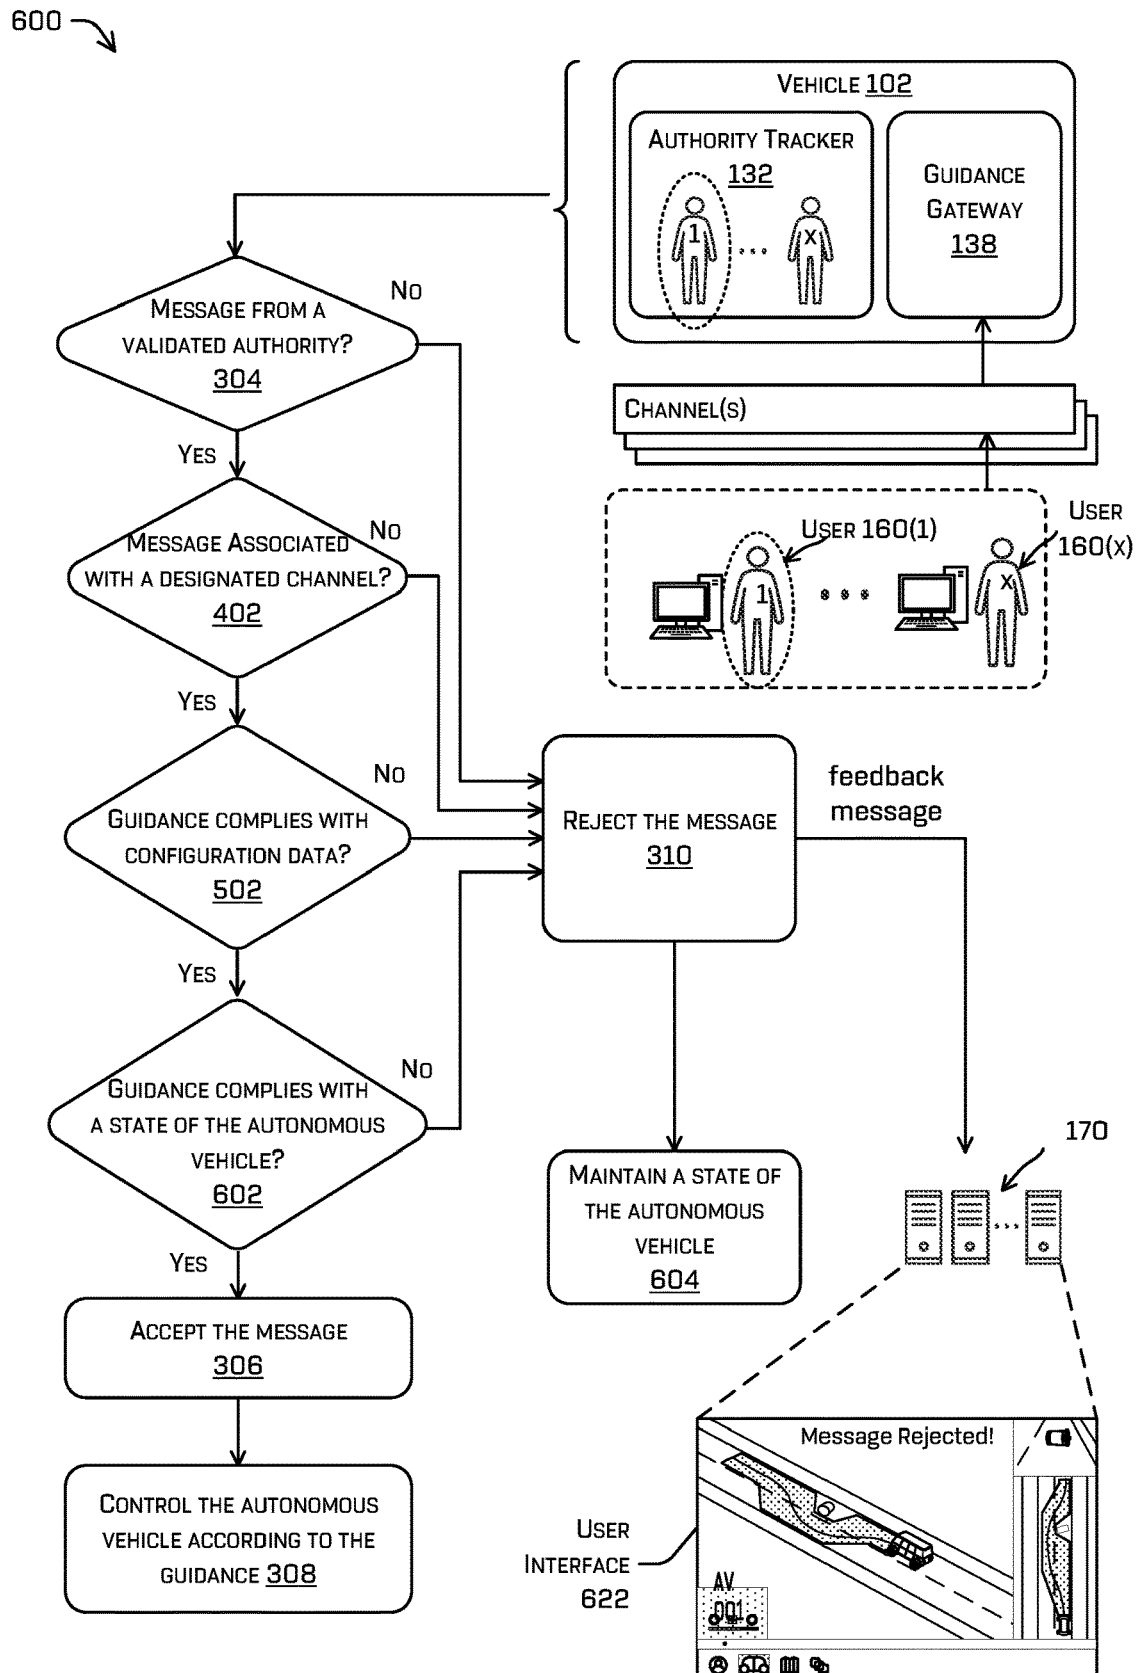 600
VEHICLE 102
AUTHORITY TRACKER
132
1
X
GUIDANCE
GATEWAY
138
CHANNEL(S)
USER 160(1)
USER
160(X)
1
X
MESSAGE FROM A
VALIDATED AUTHORITY?
304
NO
YES
MESSAGE ASSOCIATED
WITH A DESIGNATED CHANNEL?
402
NO
YES
GUIDANCE COMPLIES WITH
CONFIGURATION DATA?
502
NO
YES
GUIDANCE COMPLIES WITH
A STATE OF THE AUTONOMOUS
VEHICLE?
602
NO
YES
ACCEPT THE MESSAGE
306
CONTROL THE AUTONOMOUS
VEHICLE ACCORDING TO THE
GUIDANCE 308
REJECT THE MESSAGE
310
feedback
message
MAINTAIN A STATE OF
THE AUTONOMOUS
VEHICLE
604
170
Message Rejected!
AV
001
USER
INTERFACE
622